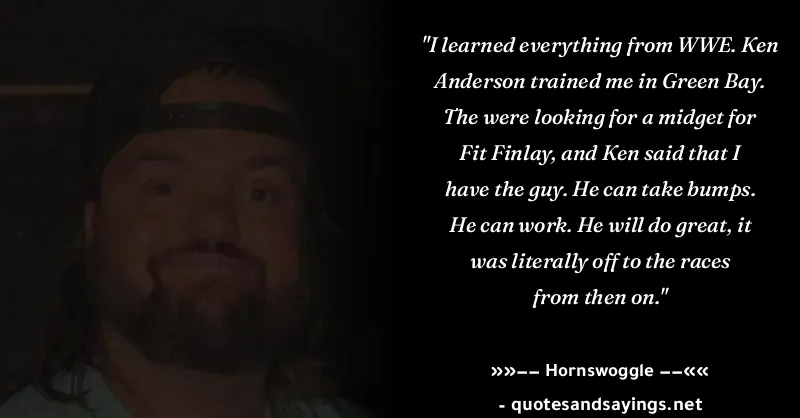 "I learned everything from WWE. Ken
Anderson trained me in Green Bay.
The were looking for a midget for
Fit Finlay, and Ken said that I
have the guy. He can take bumps.
He can work. He will do great, it
was literally off to the races
from then on."
»»―― Hornswoggle ――««
- quotesandsayings.net